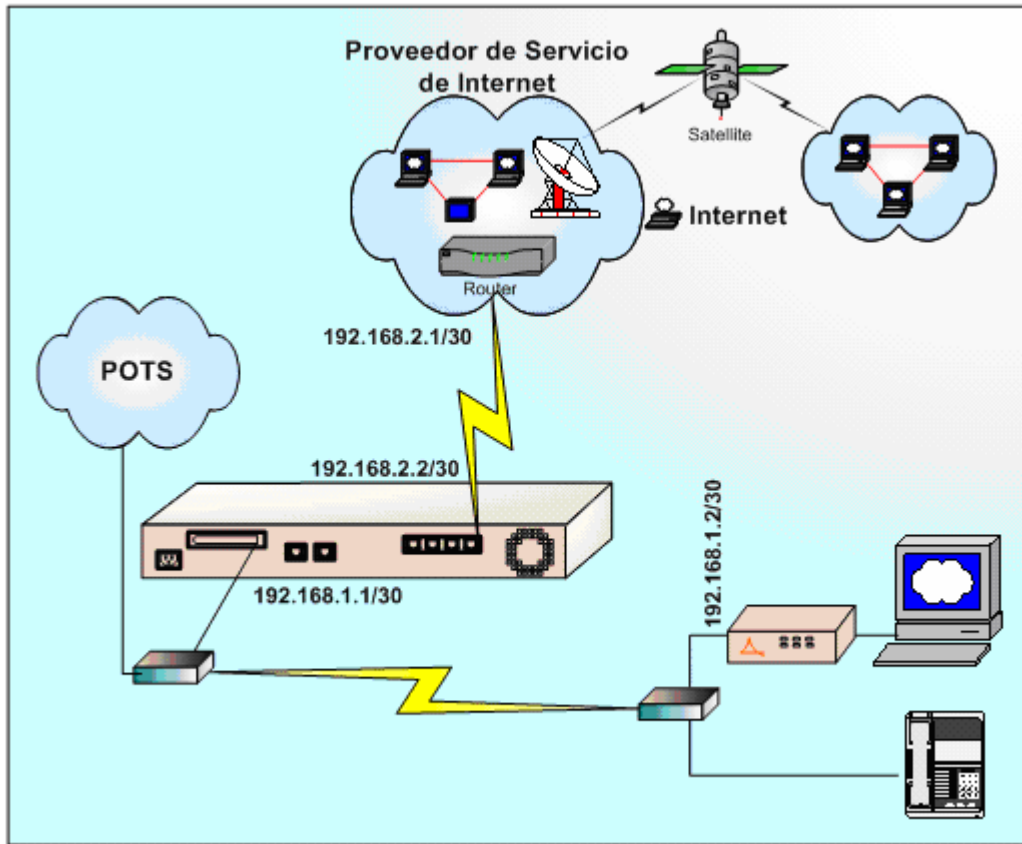 Proveedor de Servicio
de Internet
Satellite
Internet
Router
192.168.2.1/30
POTS
192.168.2.2/30
192.168.1.2/30
192.168.1.1/30